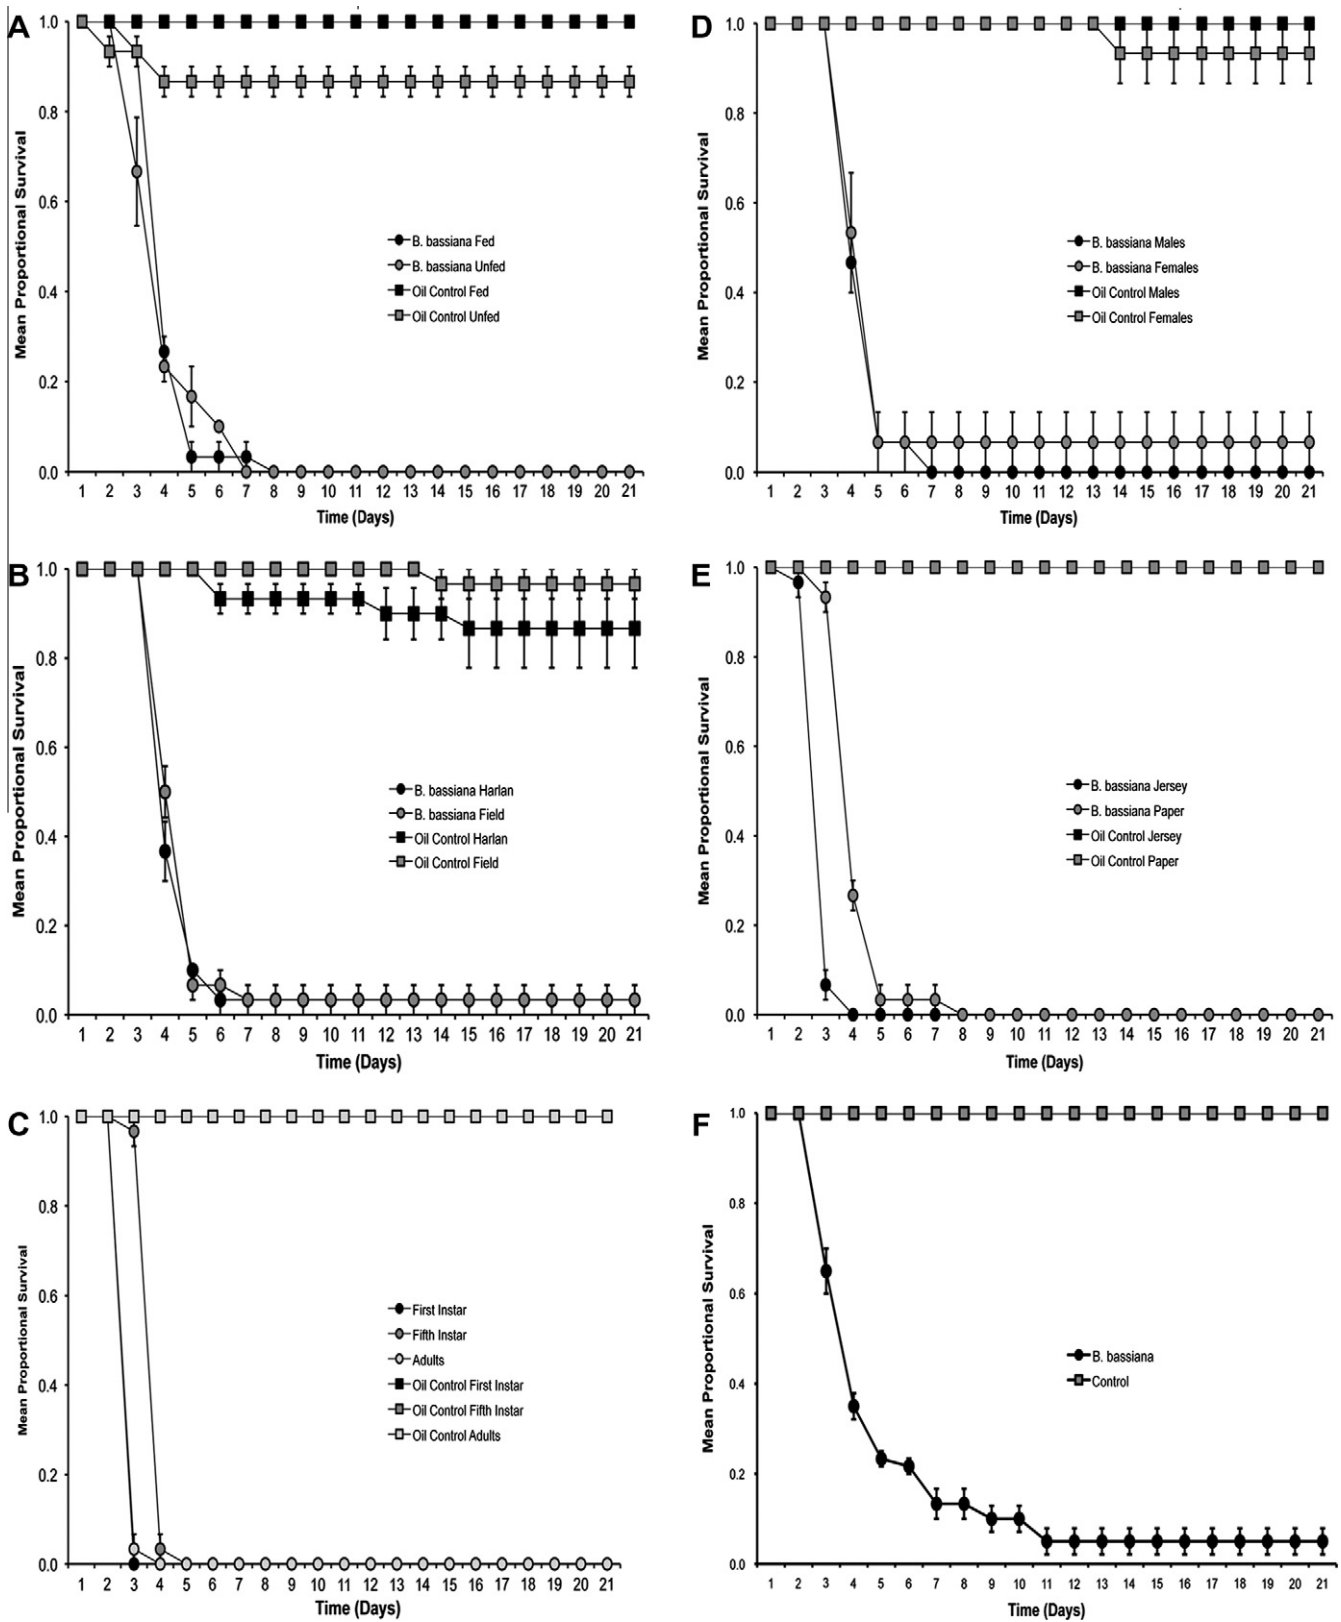 A
1.0
0.8
0.6
0.4
0.2
0.0
Mean Proportional Survival
B. bassiana Fed
B. bassiana Unfed
Oil Control Fed
Oil Control Unfed
1 2 3 4 5 6 7 8 9 10 11 12 13 14 15 16 17 18 19 20 21
Time (Days)
D
1.0
0.8
0.6
0.4
0.2
0.0
Mean Proportional Survival
B. bassiana Males
B. bassiana Females
Oil Control Males
Oil Control Females
1 2 3 4 5 6 7 8 9 10 11 12 13 14 15 16 17 18 19 20 21
Time (Days)
B
1.0
0.8
0.6
0.4
0.2
0.0
Mean Proportional Survival
B. bassiana Harlan
B. bassiana Field
Oil Control Harlan
Oil Control Field
1 2 3 4 5 6 7 8 9 10 11 12 13 14 15 16 17 18 19 20 21
Time (Days)
E
1.0
0.8
0.6
0.4
0.2
0.0
Mean Proportional Survival
B. bassiana Jersey
B. bassiana Paper
Oil Control Jersey
Oil Control Paper
1 2 3 4 5 6 7 8 9 10 11 12 13 14 15 16 17 18 19 20 21
Time (Days)
C
1.0
0.8
0.6
0.4
0.2
0.0
Mean Proportional Survival
First Instar
Fifth Instar
Adults
Oil Control First Instar
Oil Control Fifth Instar
Oil Control Adults
1 2 3 4 5 6 7 8 9 10 11 12 13 14 15 16 17 18 19 20 21
Time (Days)
F
1.0
0.8
0.6
0.4
0.2
0.0
Mean Proportional Survival
B. bassiana
Control
1 2 3 4 5 6 7 8 9 10 11 12 13 14 15 16 17 18 19 20 21
Time (Days)